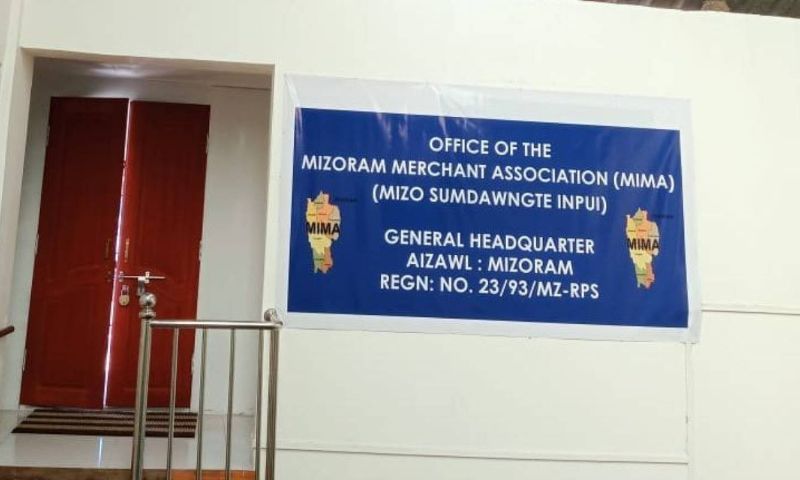 OFFICE OF THE
MIZORAM MERCHANT ASSOCIATION (MIMA)
(MIZO SUMDAWNGTE INPUI)
MIMA
MIMA
GENERAL HEADQUARTER
AIZAWL : MIZORAM
REGN: NO. 23/93/MZ-RPS